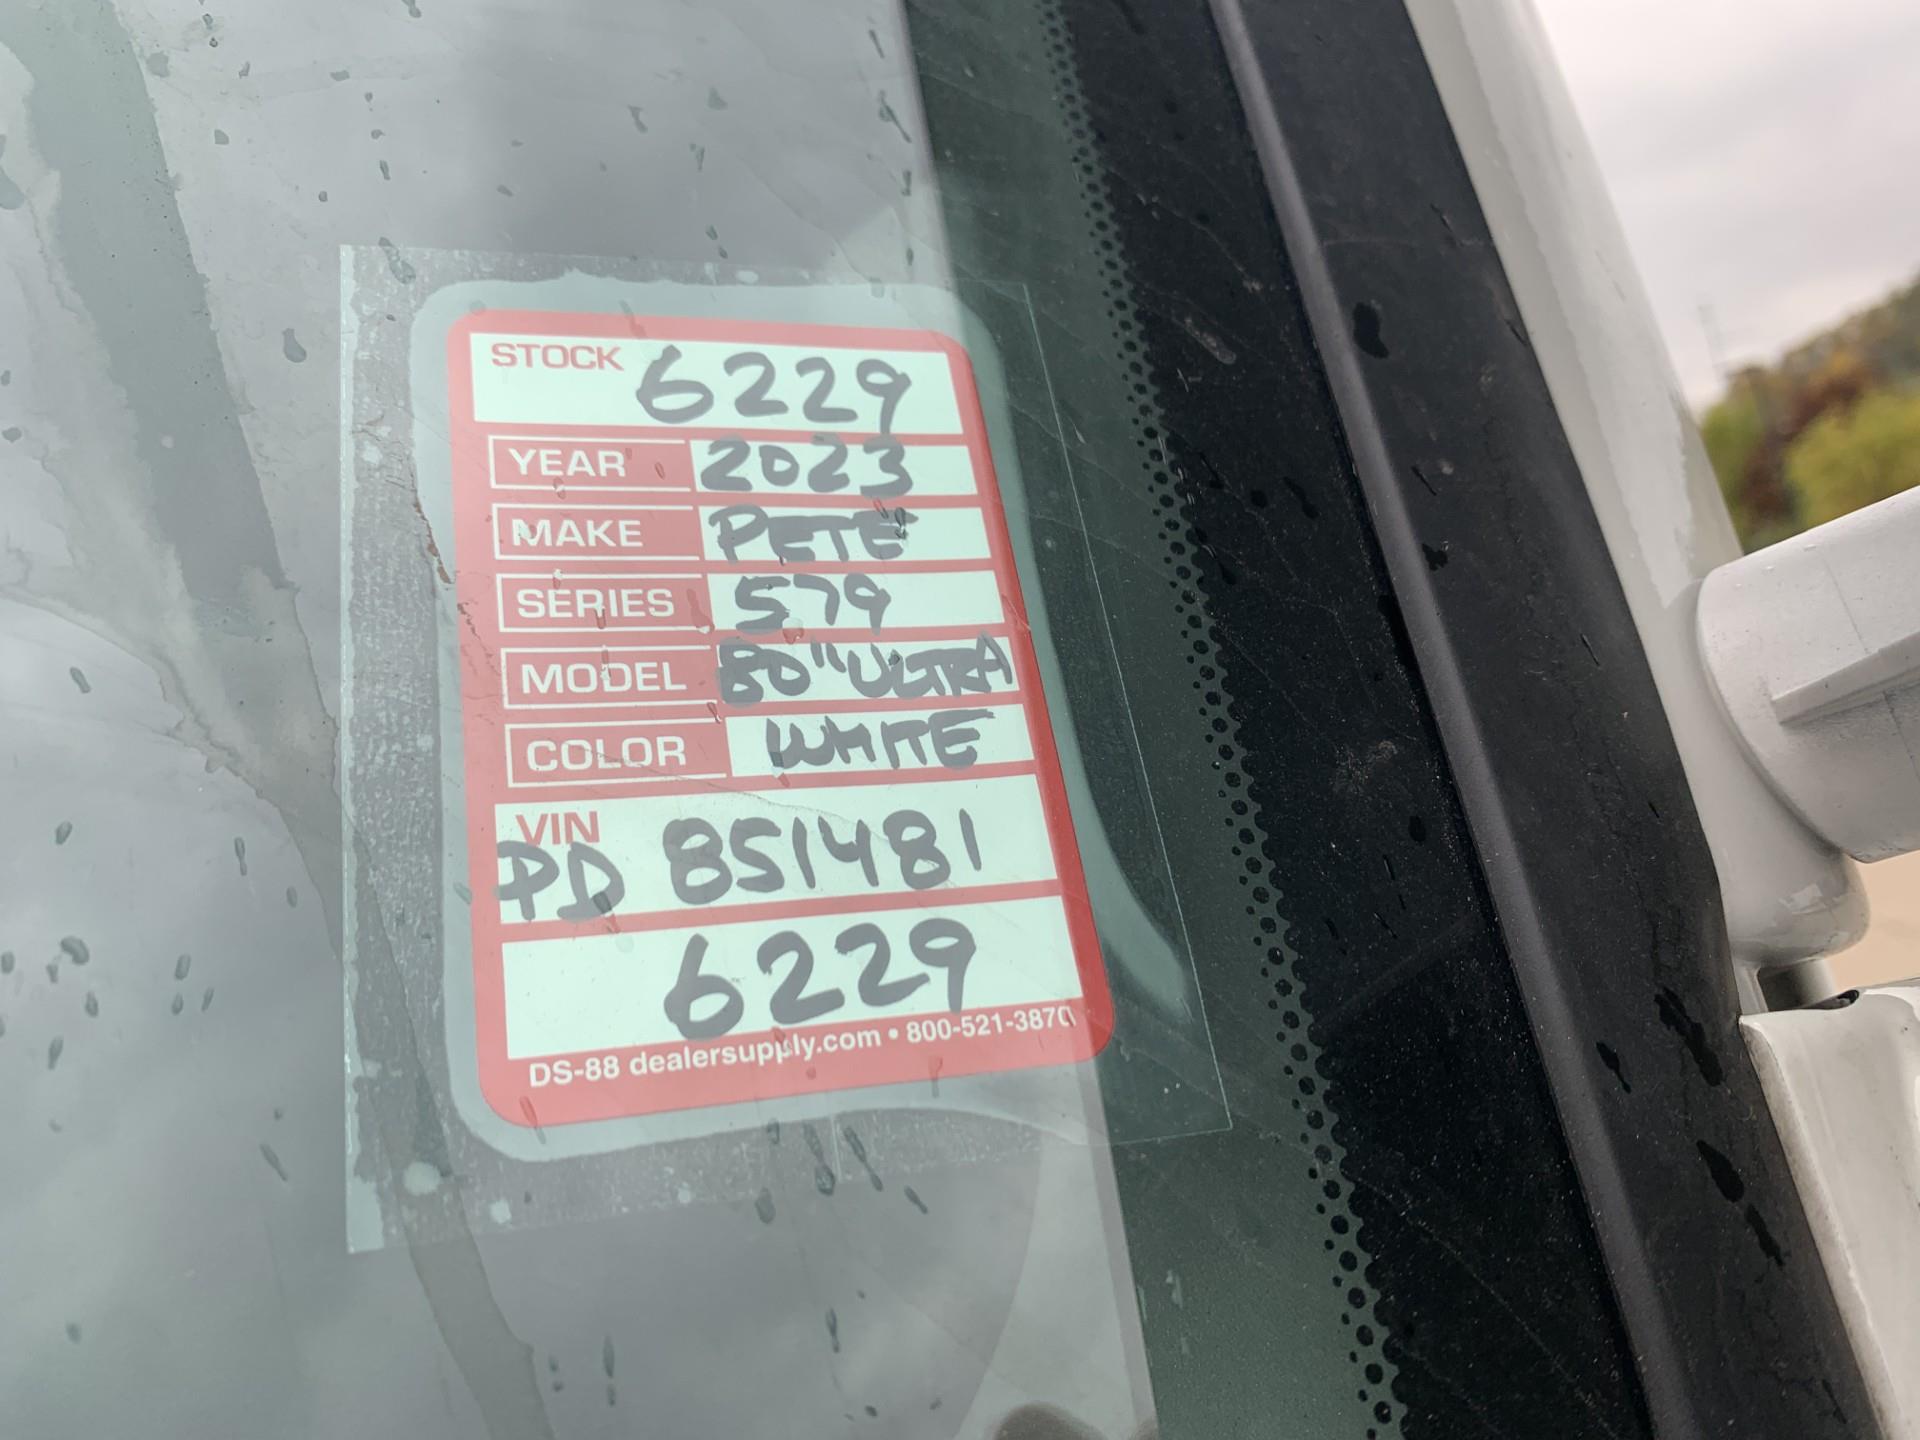 STOCK 6229
YEAR 2023
MAKE PETE
SERIES 579
MODEL 80" ULTRA
COLOR WHITE
VIN
PD 851481
6229
DS-88 dealersupply.com • 800-521-3870